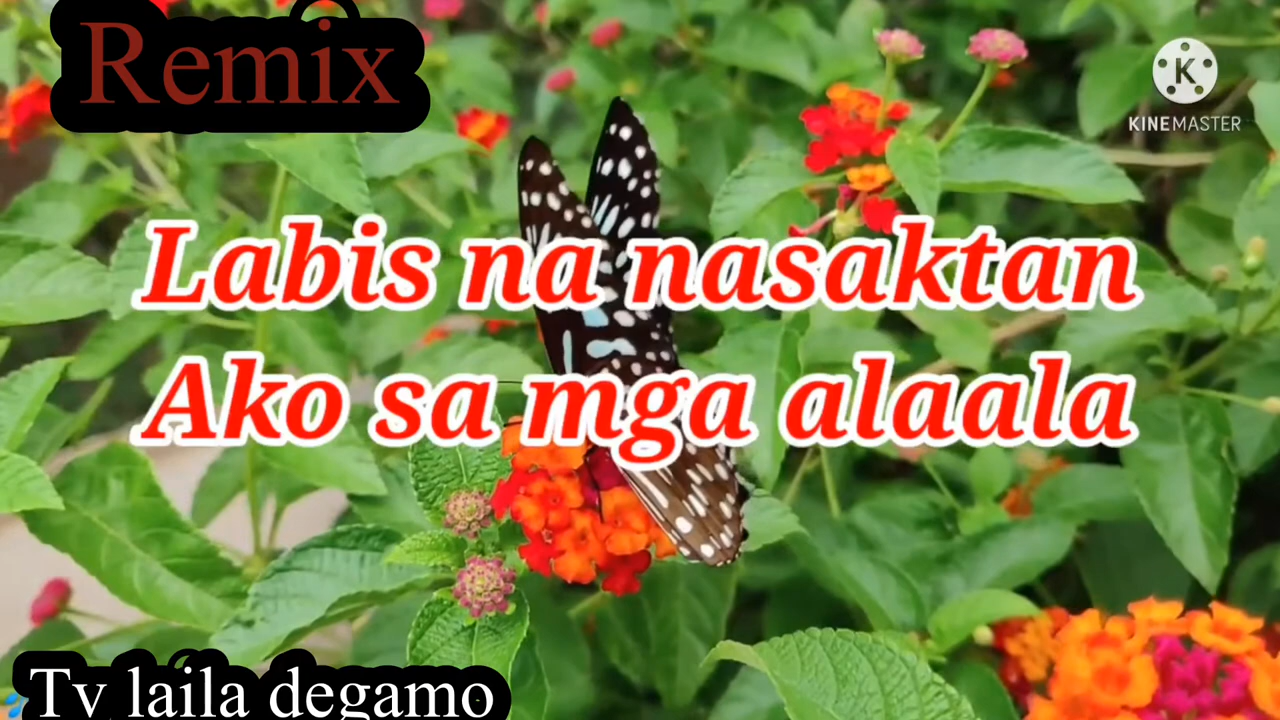 Remix
KINEMASTER
Labis na nasaktan
Ako sa mga alaala
Tv laila degamo